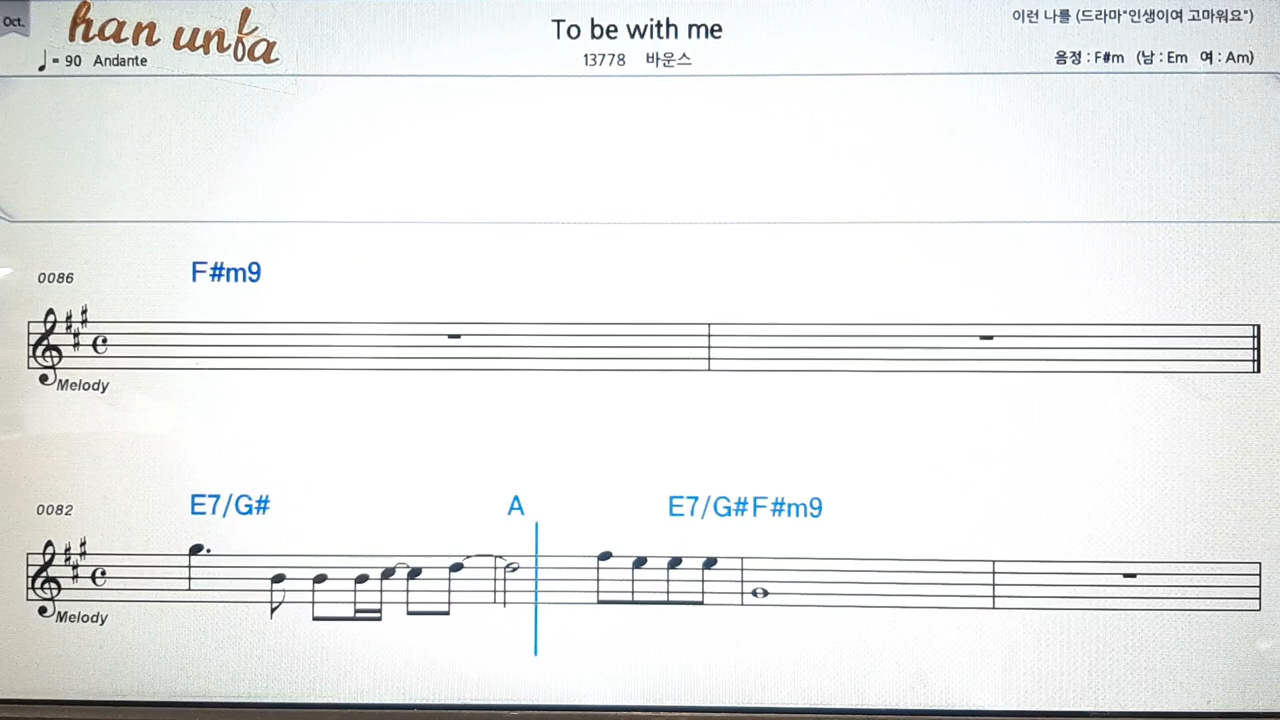 Oct.
han unfa
♩ = 90 Andante
To be with me
13778 바운스
이런 나를 (드라마"인생이여 고마워요")
음정 : F#m (남 : Em 여 : Am)
0086
F#m9
Melody
0082
E7/G# A E7/G# F#m9
Melody